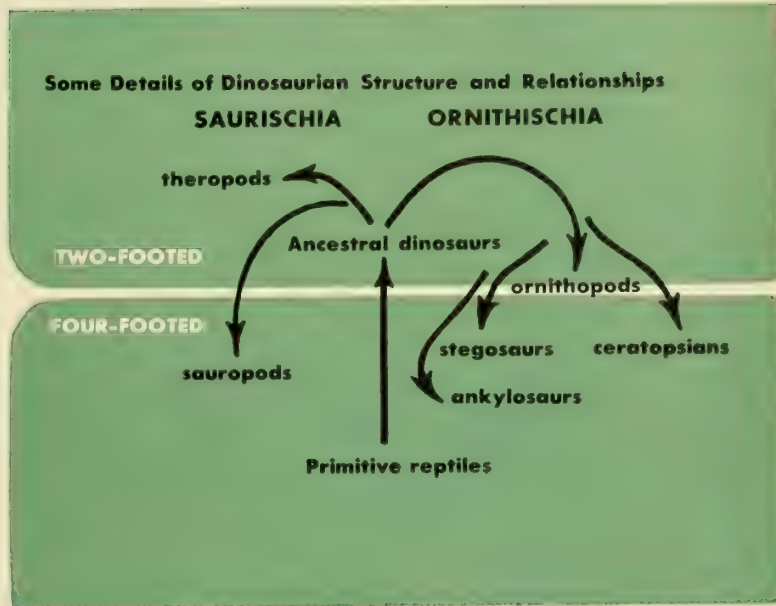 Some Details of Dinosaurian Structure and Relationships
SAURISCHIA ORNITHISCHIA
theropods
Ancestral dinosaurs
TWO-FOOTED
ornithopods
FOUR-FOOTED
stegosaurs ceratopsians
sauropods
ankylosaurs
Primitive reptiles